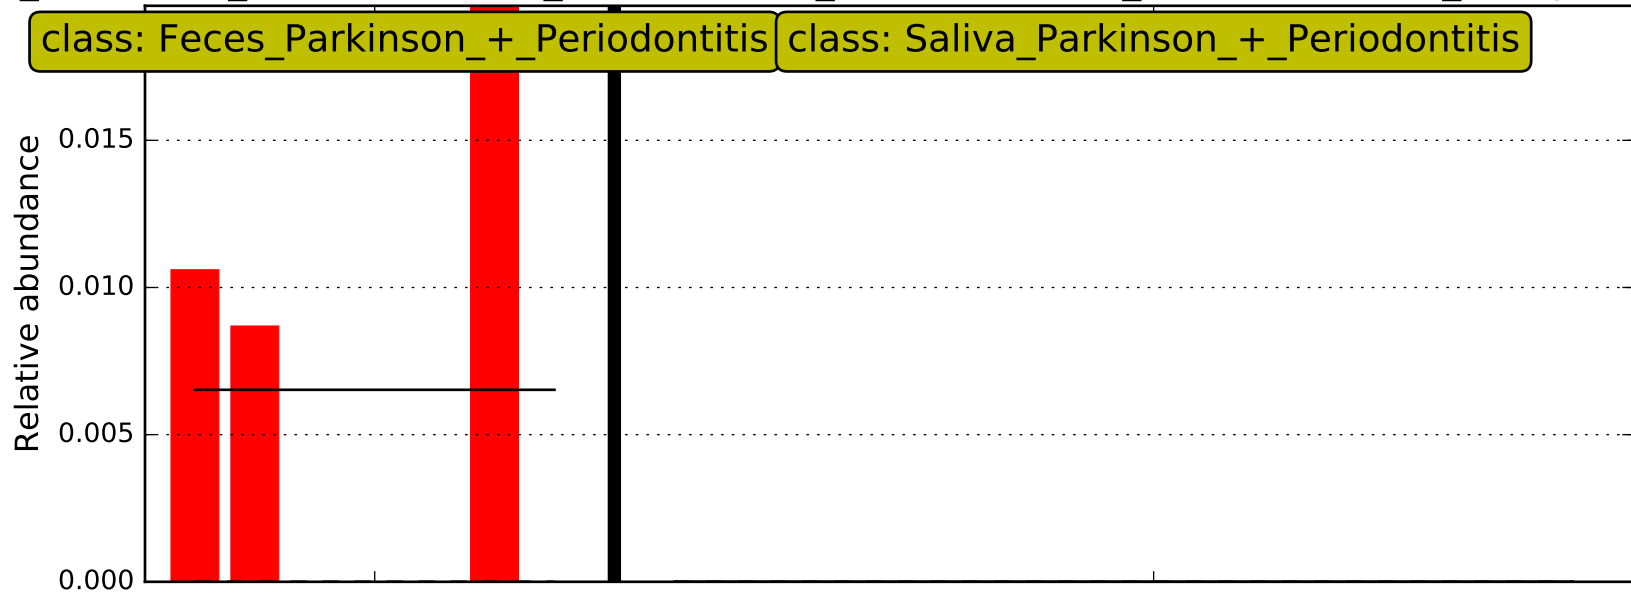 class: Feces_Parkinson_+_Periodontitis
class: Saliva_Parkinson_+_Periodontitis
Relative abundance
0.015
0.010
0.005
0.000